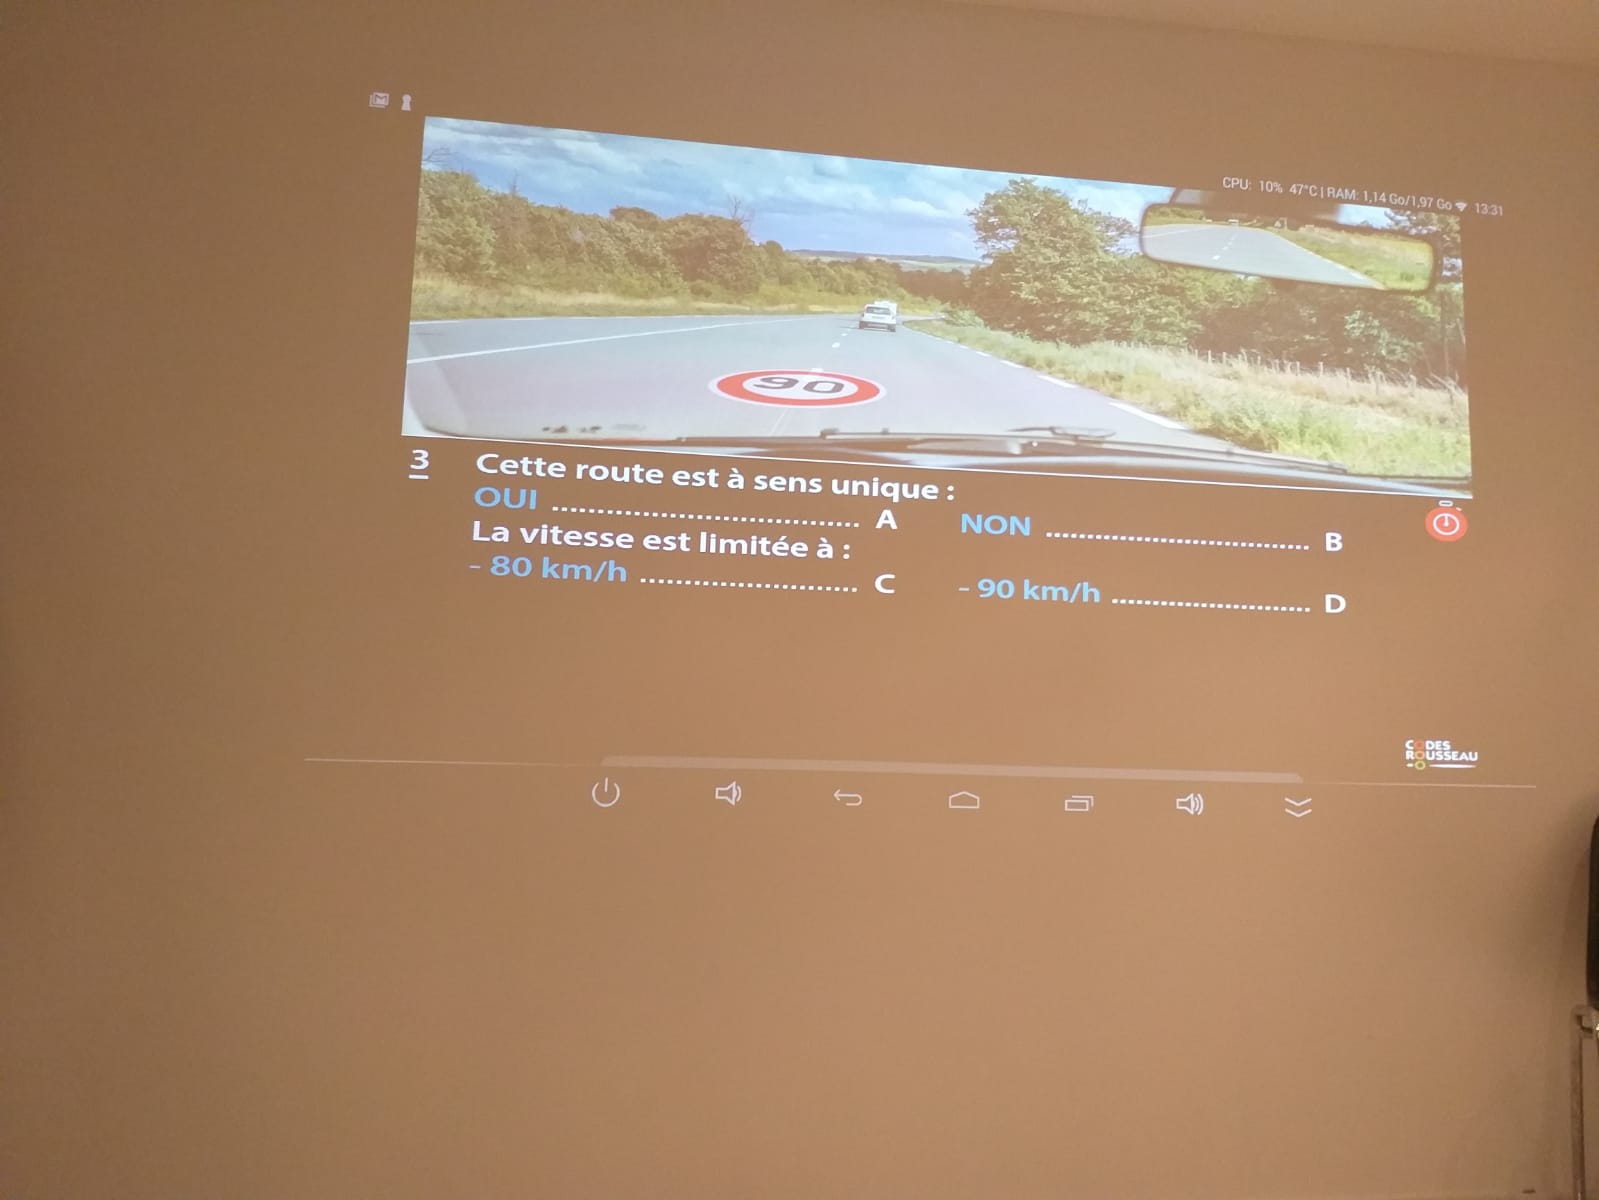 CPU: 10% 47°C | RAM: 1,14 Go/1,97 Go 13:31
90
3 Cette route est à sens unique :
OUI ................................... A NON ................................ B
La vitesse est limitée à :
- 80 km/h ......................... C - 90 km/h ........................ D
CODES
ROUSSEAU